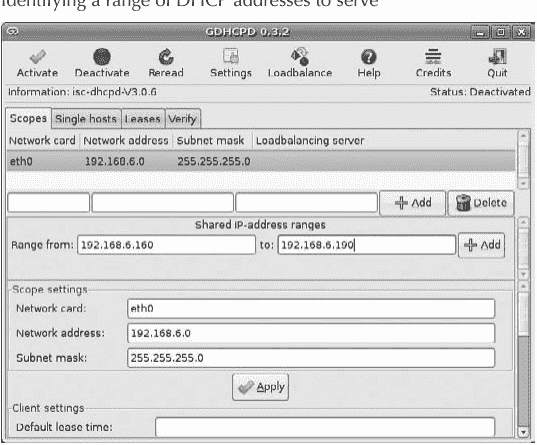 Identifying a range of DHCP addresses to serve
GDHCPD 0.3.2
Activate Deactivate Reread Settings Loadbalance Help Credits Quit
Information: isc-dhcpd-V3.0.6 Status: Deactivated
Scopes Single hosts Leases Verify
Network card Network address Subnet mask Loadbalancing server
eth0 192.168.6.0 255.255.255.0
Add Delete
Shared IP-address ranges
Range from: 192.168.6.160 to: 192.168.6.190 Add
Scope settings
Network card: eth0
Network address: 192.168.6.0
Subnet mask: 255.255.255.0
Apply
Client settings
Default lease time: